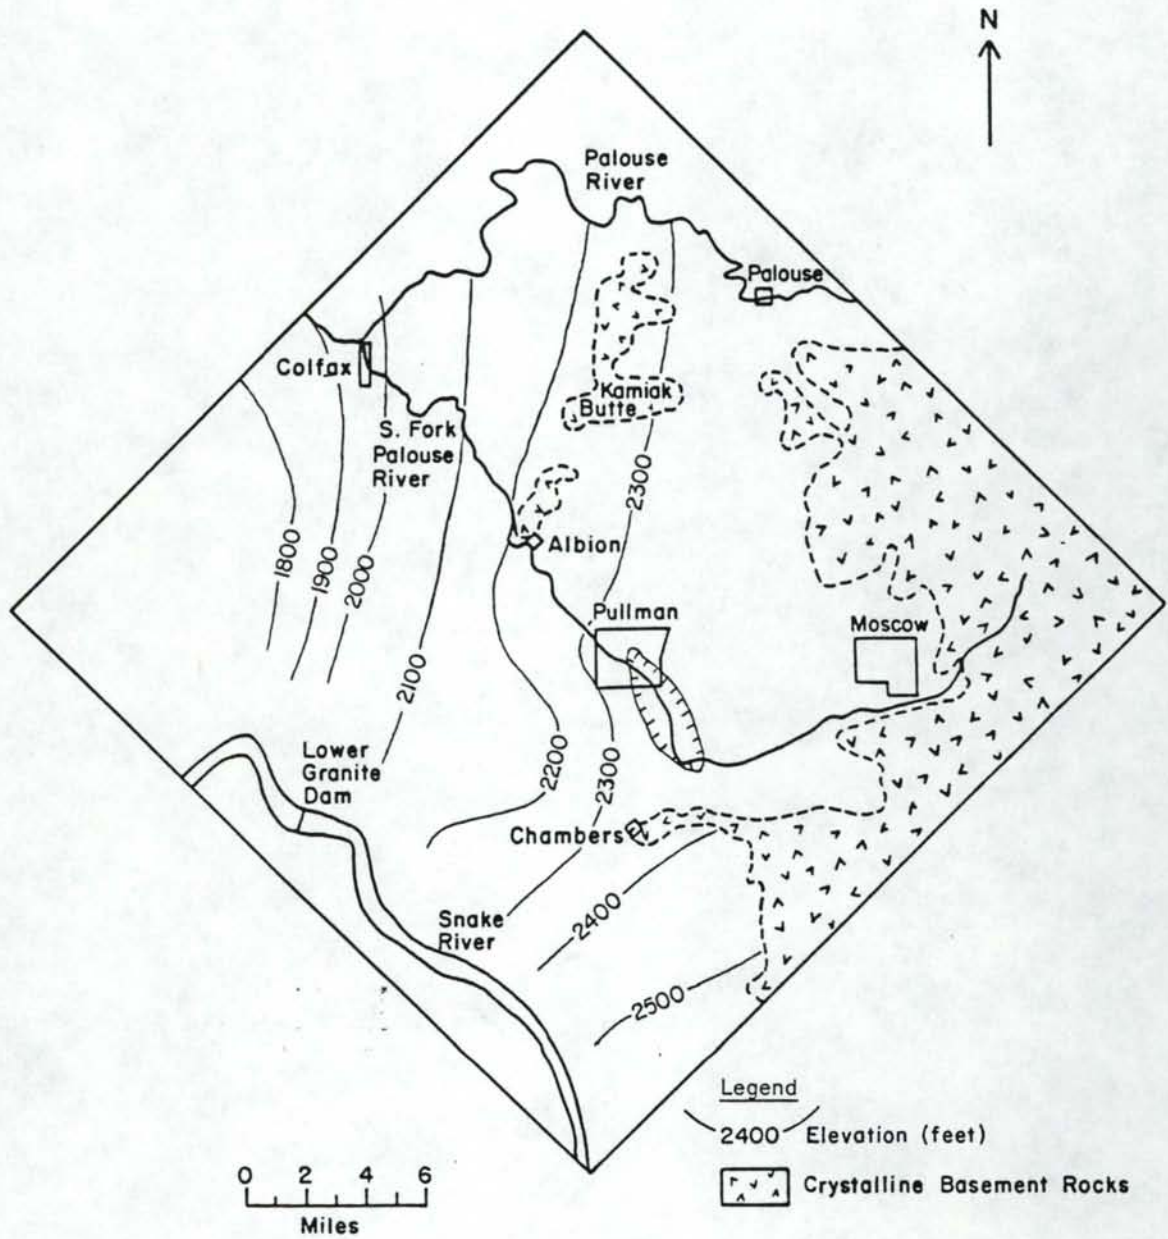 N
Palouse
River
Palouse
Colfax
Kamiak
Butte
S. Fork
Palouse
River
2300
1800
1900
2000
Albion
Pullman
Moscow
2100
Lower
Granite
Dam
2200
2300
Chambers
Snake
River
2400
2500
Legend
2400 Elevation (feet)
Crystalline Basement Rocks
0 2 4 6
Miles